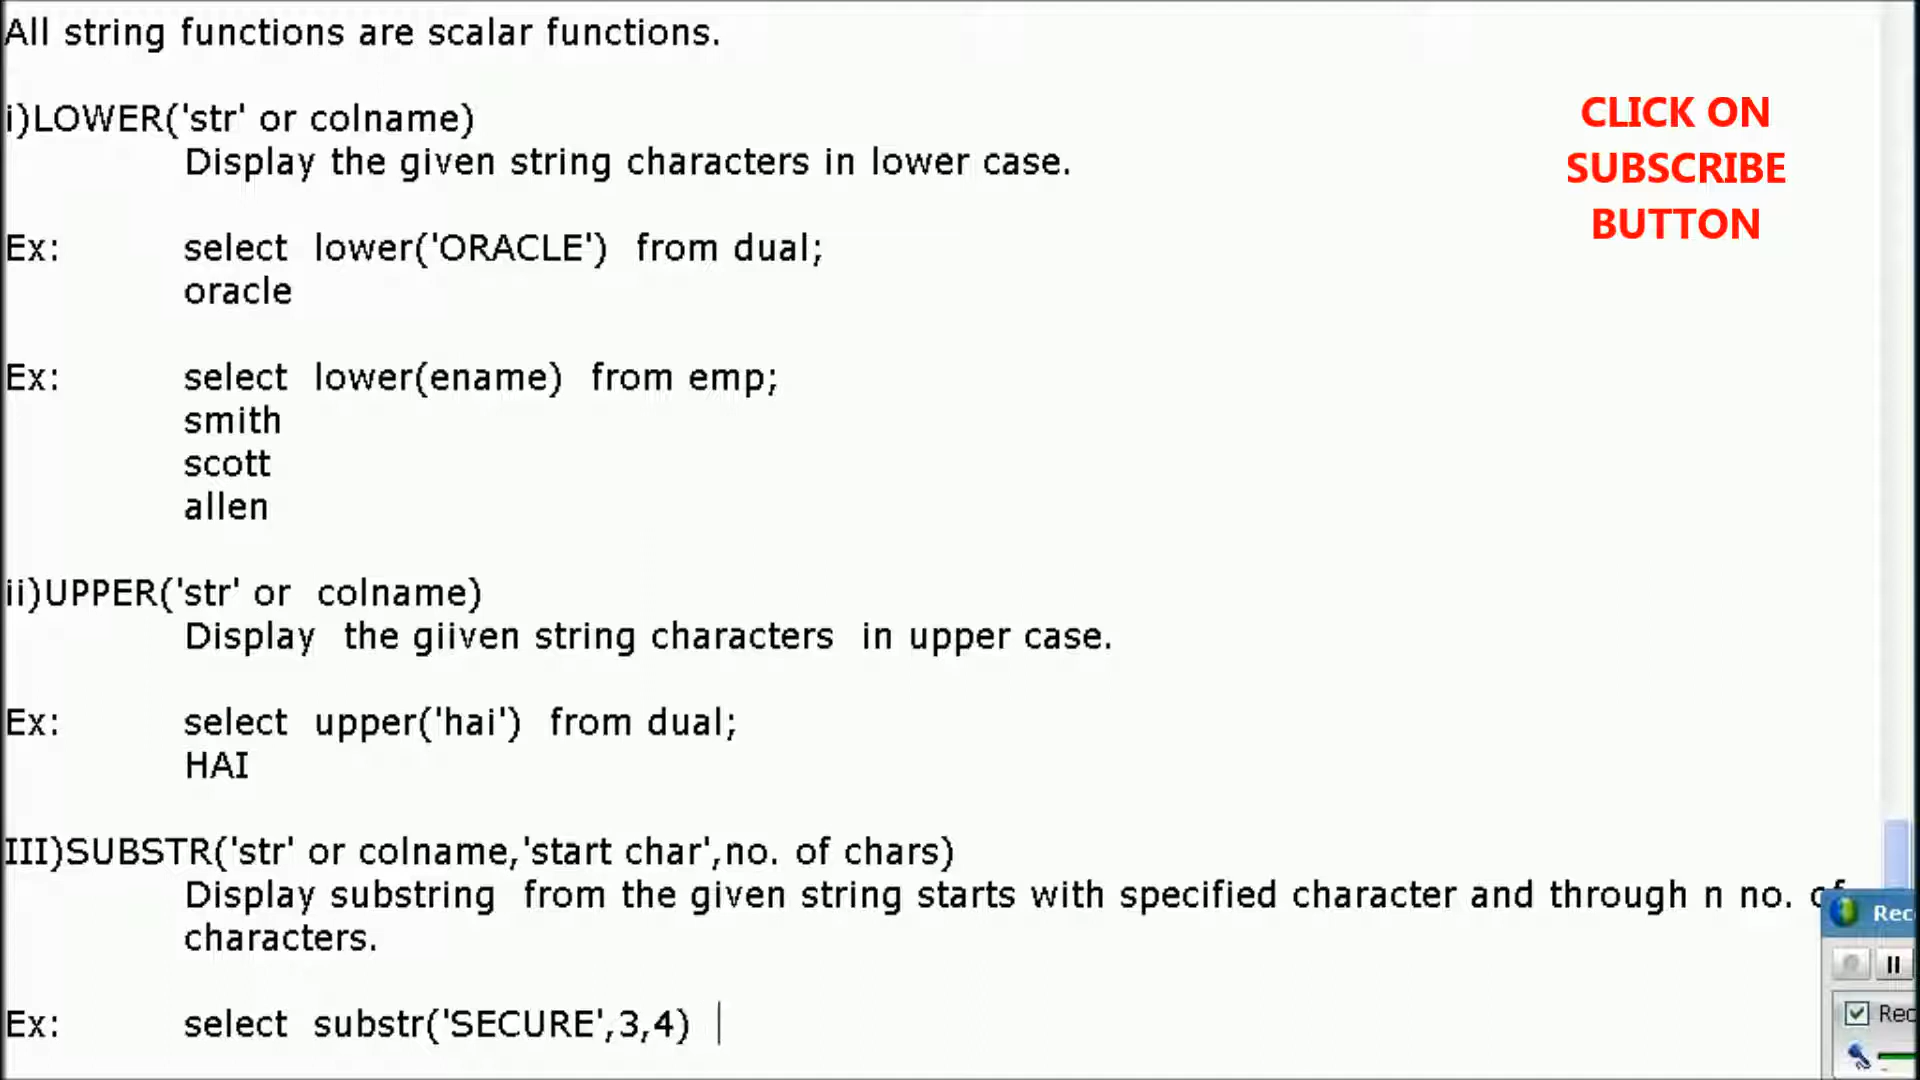 All string functions are scalar functions.
i)LOWER('str' or colname)
Display the given string characters in lower case.
Ex: select lower('ORACLE') from dual;
oracle
Ex: select lower(ename) from emp;
smith
scott
allen
ii)UPPER('str' or colname)
Display the giiven string characters in upper case.
Ex: select upper('hai') from dual;
HAI
III)SUBSTR('str' or colname,'start char',no. of chars)
Display substring from the given string starts with specified character and through n no. of
characters.
Ex: select substr('SECURE',3,4)
CLICK ON
SUBSCRIBE
BUTTON
Rec
Rec